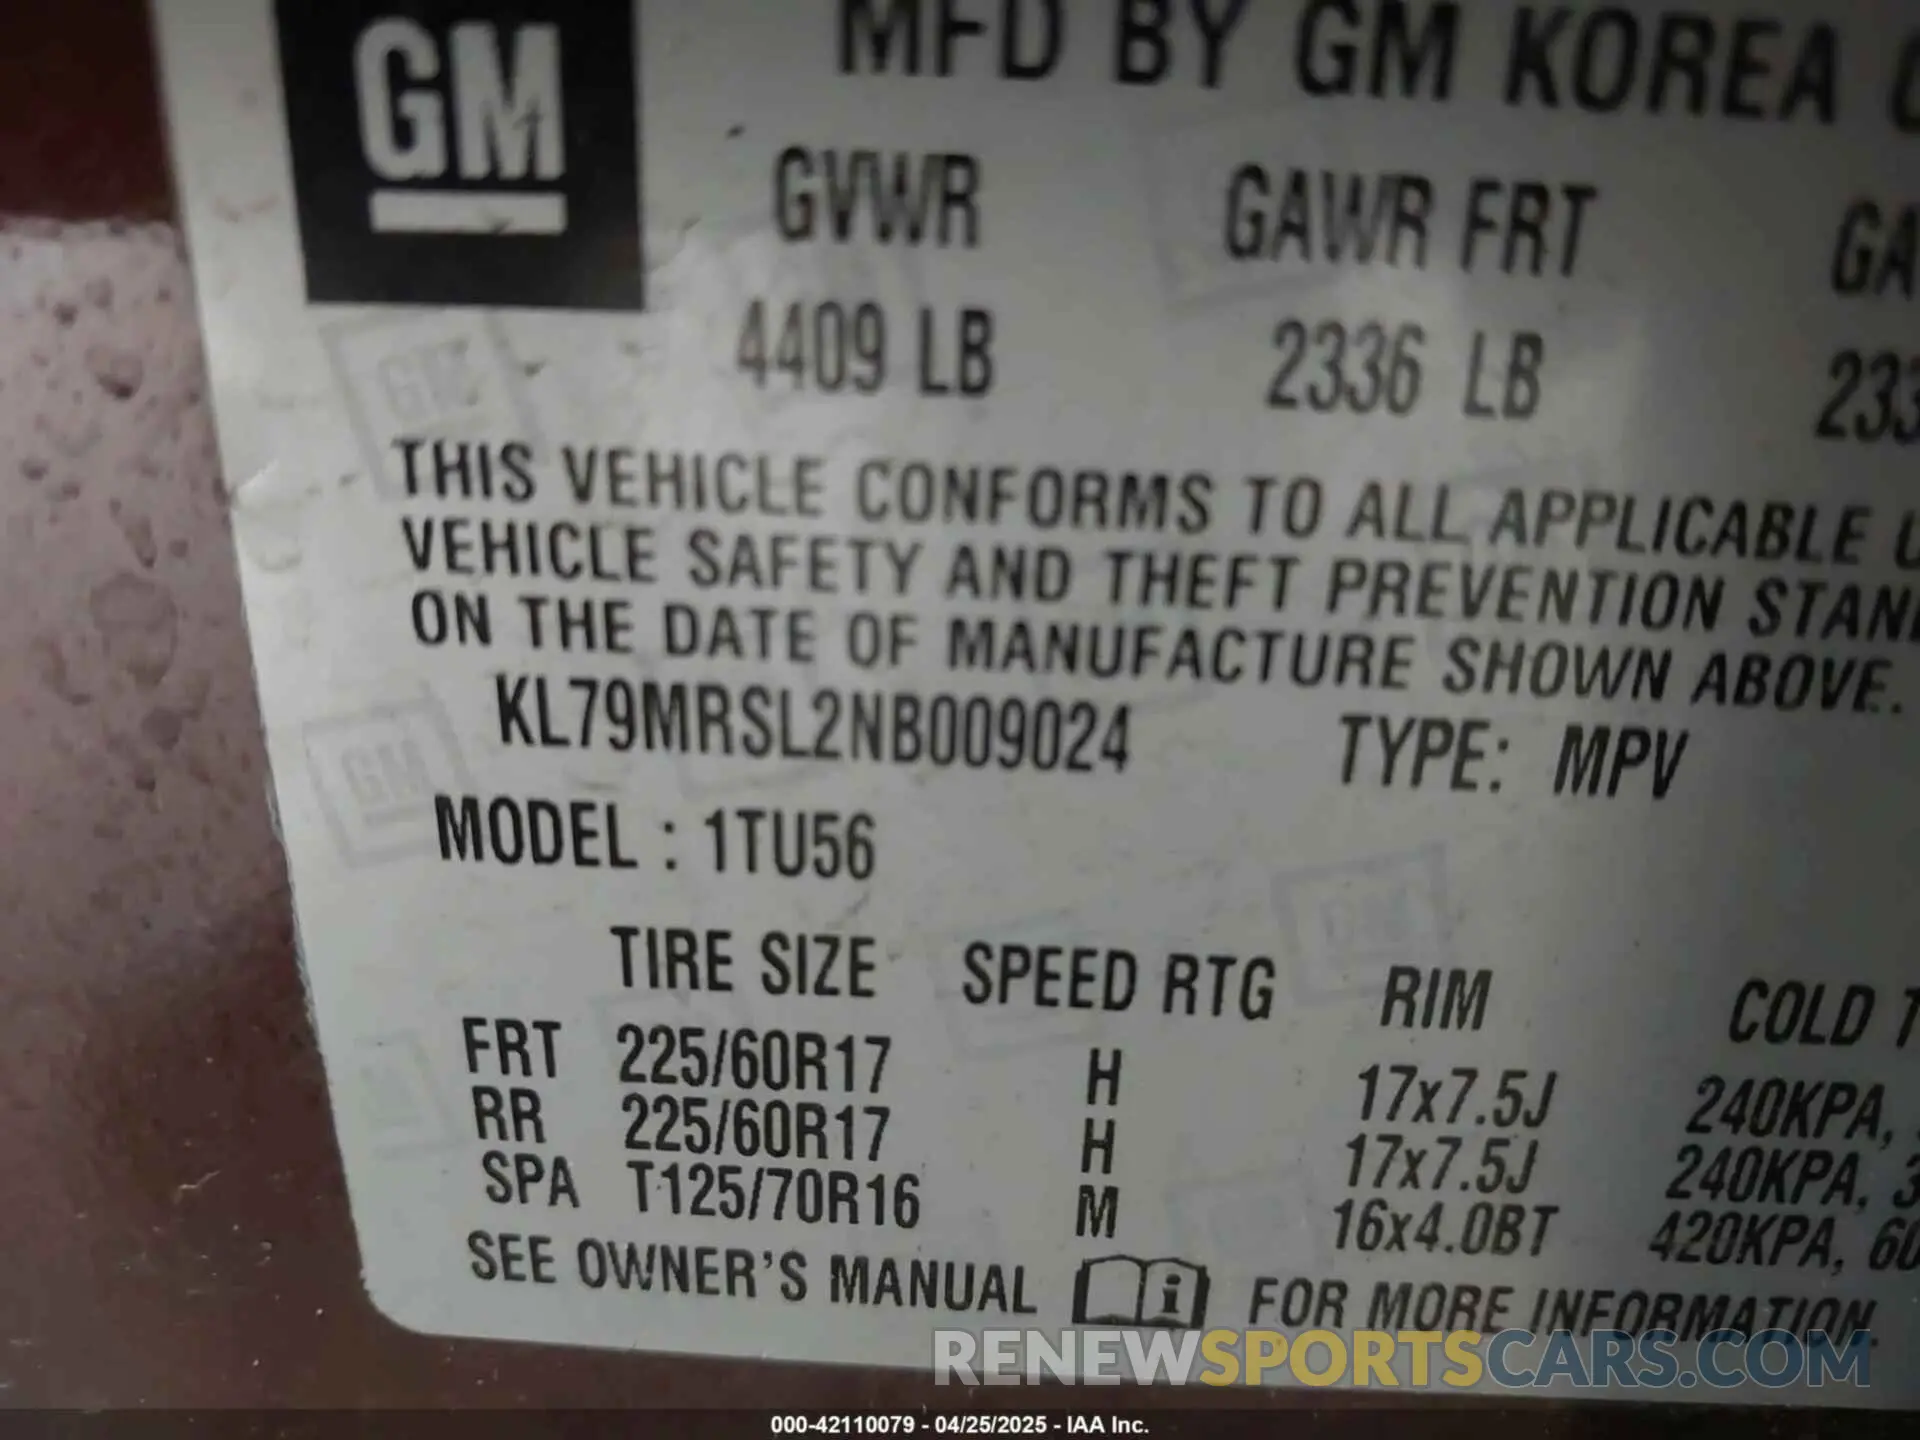 GM
MFD BY GM KOREA
GVWR GAWR FRT
4409 LB 2336 LB
THIS VEHICLE CONFORMS TO ALL APPLICABLE
VEHICLE SAFETY AND THEFT PREVENTION
ON THE DATE OF MANUFACTURE SHOWN ABOVE.
KL79MRSL2NB009024 TYPE: MPV
MODEL : 1TU56
TIRE SIZE SPEED RTG RIM COLD
FRT 225/60R17 H 17x7.5J 240KPA,
RR 225/60R17 H 17x7.5J 240KPA,
SPA T125/70R16 M 16x4.0BT 420KPA,
SEE OWNER'S MANUAL i FOR MORE INFORMATION.
RENEWSPORTSCARS.COM
000-42110079 - 04/25/2025 - IAA Inc.